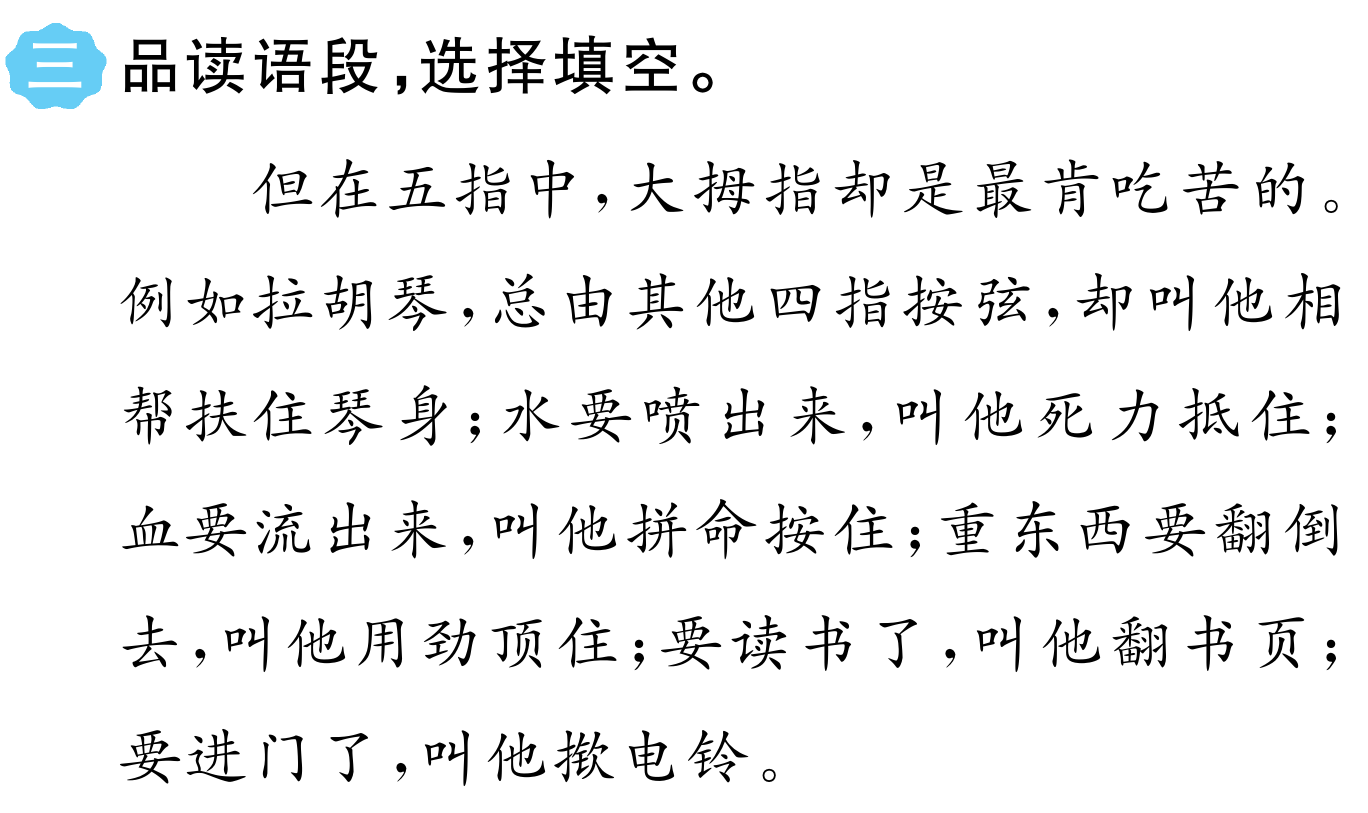 三 品读语段,选择填空。
但在五指中,大拇指却是最肯吃苦的。
例如拉胡琴,总由其他四指按弦,却叫他相
帮扶住琴身;水要喷出来,叫他死力抵住;
血要流出来,叫他拼命按住;重东西要翻倒
去,叫他用劲顶住;要读书了,叫他翻书页;
要进门了,叫他揿电铃。